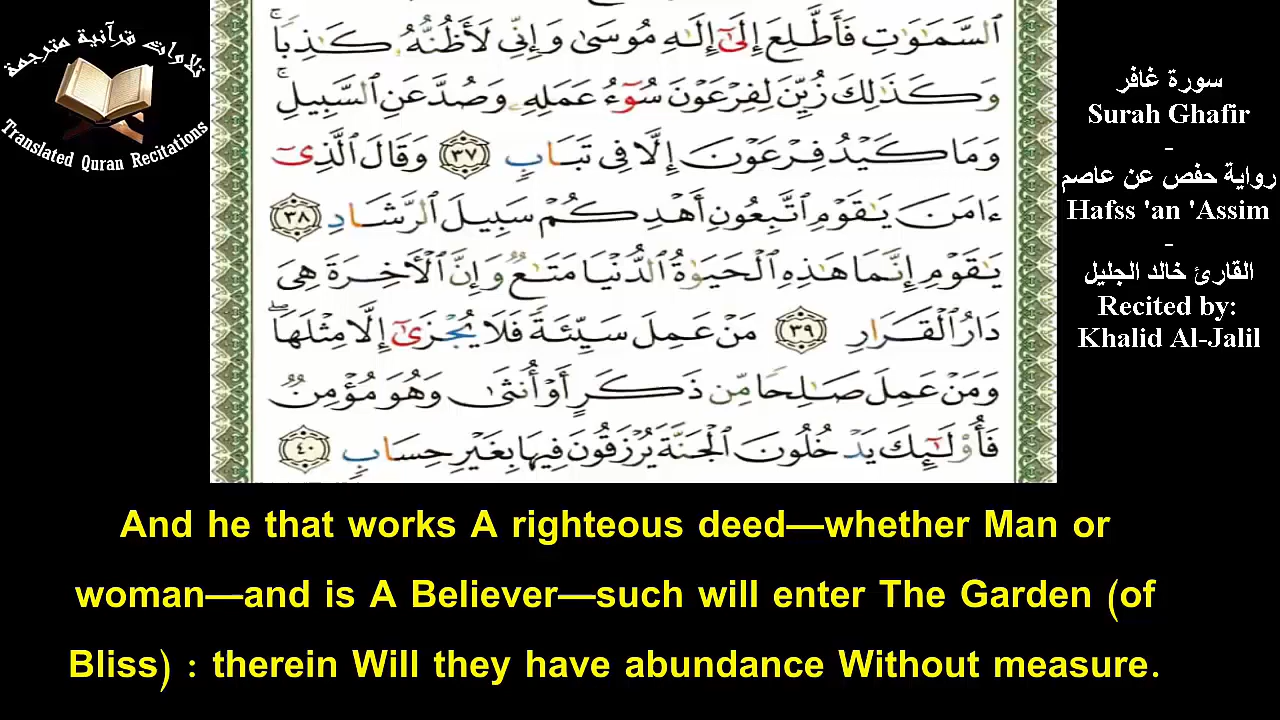 تلاوات قرآنية مترجمة
Translated Quran Recitations
السَّمَٰوَٰتِ فَأَطَّلِعَ إِلَىٰٓ إِلَٰهِ مُوسَىٰ وَإِنِّي لَأَظُنُّهُۥ كَٰذِبًاۚ
وَكَذَٰلِكَ زُيِّنَ لِفِرْعَوْنَ سُوٓءُ عَمَلِهِۦ وَصُدَّ عَنِ ٱلسَّبِيلِۚ
وَمَا كَيْدُ فِرْعَوْنَ إِلَّا فِي تَبَابٍ ٣٧ وَقَالَ ٱلَّذِيٓ
ءَامَنَ يَٰقَوْمِ ٱتَّبِعُونِ أَهْدِكُمْ سَبِيلَ ٱلرَّشَادِ ٣٨
يَٰقَوْمِ إِنَّمَا هَٰذِهِ ٱلْحَيَوٰةُ ٱلدُّنْيَا مَتَٰعٌ وَإِنَّ ٱلْأَخِرَةَ هِيَ
دَارُ ٱلْقَرَارِ ٣٩ مَنْ عَمِلَ سَيِّئَةً فَلَا يُجْزَىٰٓ إِلَّا مِثْلَهَاۖ
وَمَنْ عَمِلَ صَٰلِحًا مِّن ذَكَرٍ أَوْ أُنثَىٰ وَهُوَ مُؤْمِنٌ
فَأُو۟لَٰٓئِكَ يَدْخُلُونَ ٱلْجَنَّةَ يُرْزَقُونَ فِيهَا بِغَيْرِ حِسَابٍ ٤٠
سورة غافر
Surah Ghafir
-
رواية حفص عن عاصم
Hafss 'an 'Assim
-
القارئ خالد الجليل
Recited by:
Khalid Al-Jalil
And he that works A righteous deed—whether Man or
woman—and is A Believer—such will enter The Garden (of
Bliss) : therein Will they have abundance Without measure.